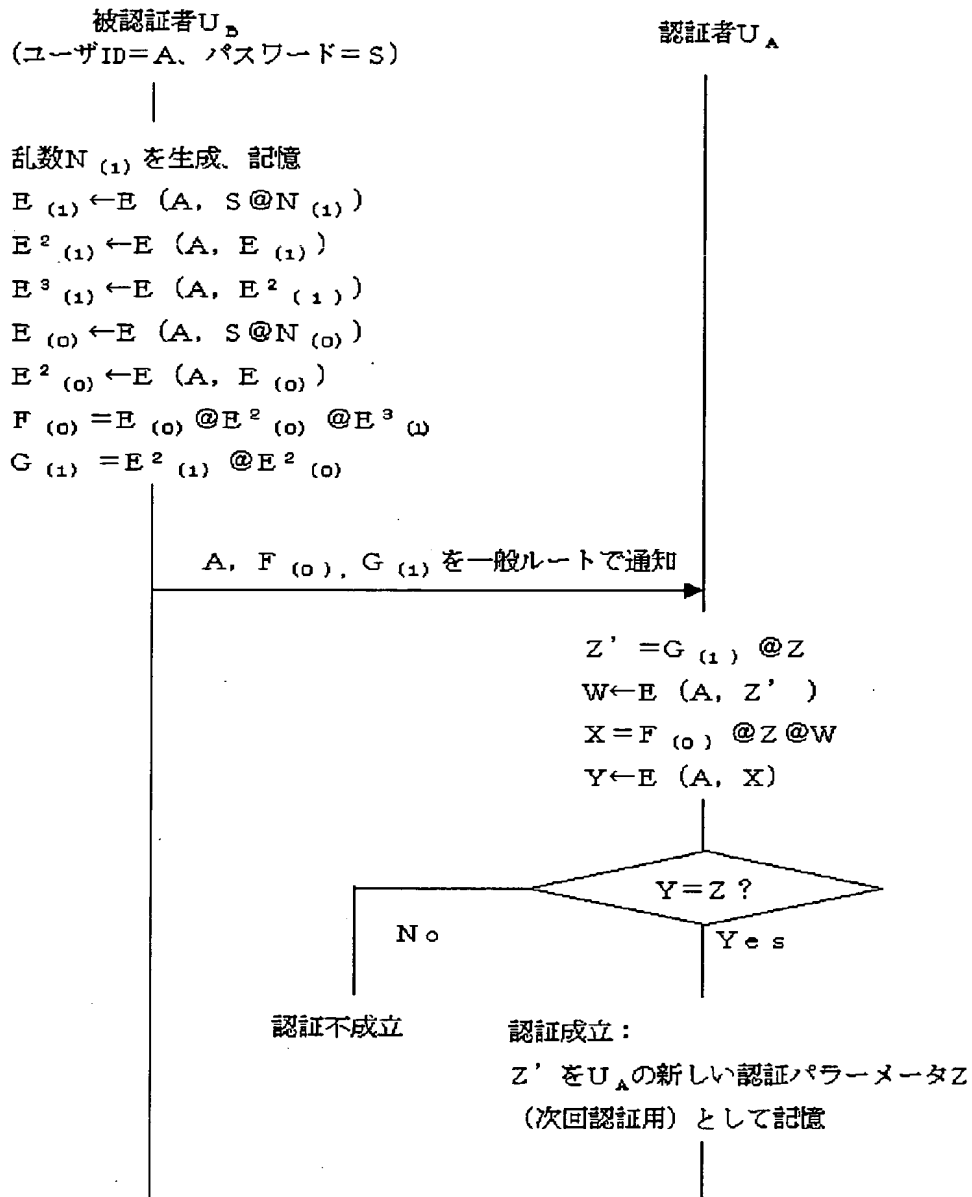 被認証者U_B
(ユーザID=A、パスワード=S)
認証者U_A
乱数N(1)を生成、記憶
E(1)←E(A, S@N(1))
E²(1)←E(A, E(1))
E³(1)←E(A, E²(1))
E(0)←E(A, S@N(0))
E²(0)←E(A, E(0))
F(0)=E(0)@E²(0)@E³(1)
G(1)=E²(1)@E²(0)
A, F(0), G(1)を一般ルートで通知
Z'=G(1)@Z
W←E(A, Z')
X=F(0)@Z@W
Y←E(A, X)
Y=Z?
No
Yes
認証不成立
認証成立:
Z'をU_Aの新しい認証パラーメータZ
(次回認証用)として記憶